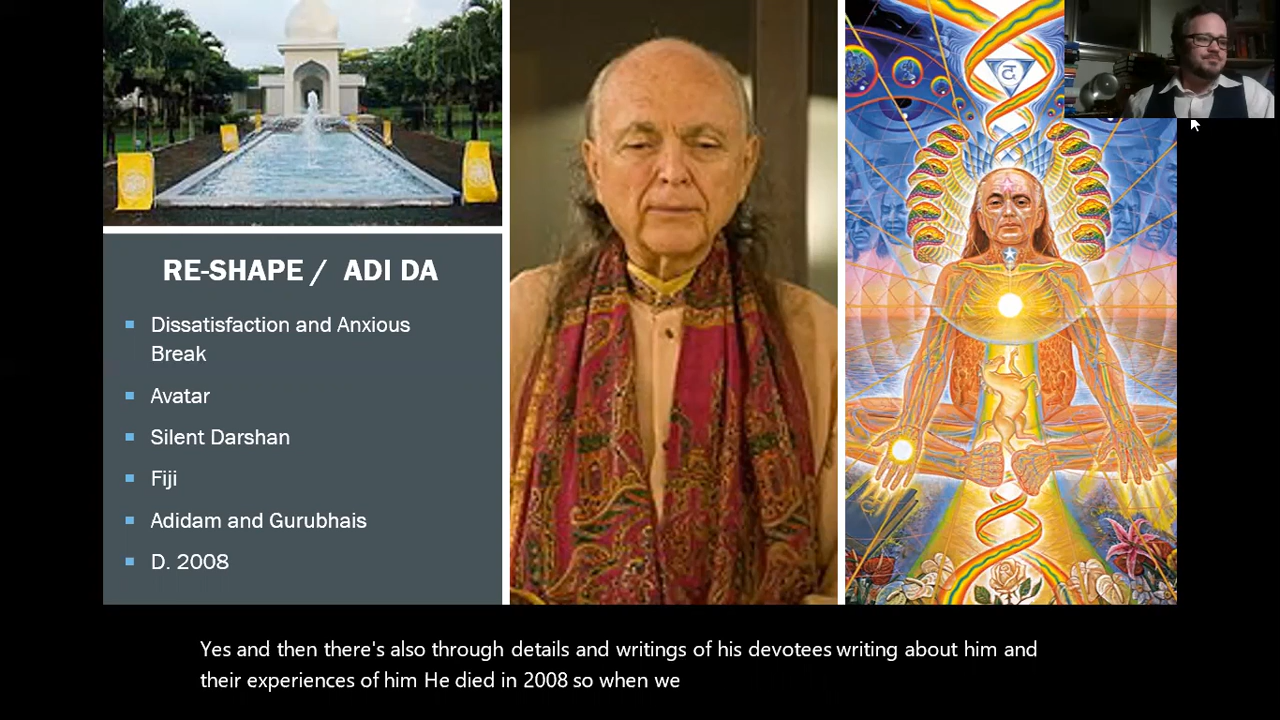 RE-SHAPE / ADI DA
Dissatisfaction and Anxious
Break
Avatar
Silent Darshan
Fiji
Adidam and Gurubhais
D. 2008
Yes and then there's also through details and writings of his devotees writing about him and
their experiences of him He died in 2008 so when we